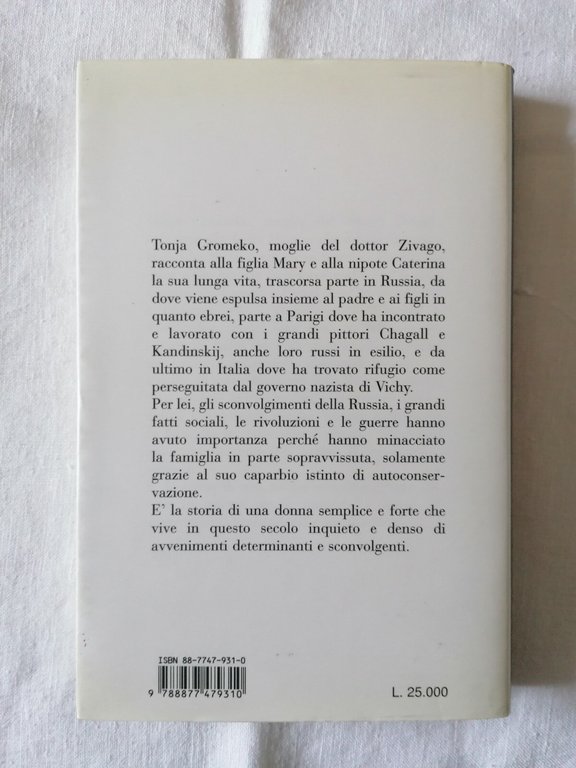 Tonja Gromeko, moglie del dottor Zivago,
racconta alla figlia Mary e alla nipote Caterina
la sua lunga vita, trascorsa parte in Russia, da
dove viene espulsa insieme al padre e ai figli in
quanto ebrei, parte a Parigi dove ha incontrato
e lavorato con i grandi pittori Chagall e
Kandinskij, anche loro russi in esilio, e da
ultimo in Italia dove ha trovato rifugio come
perseguitata dal governo nazista di Vichy.
Per lei, gli sconvolgimenti della Russia, i grandi
fatti sociali, le rivoluzioni e le guerre hanno
avuto importanza perché hanno minacciato
la famiglia in parte sopravvissuta, solamente
grazie al suo caparbio istinto di autoconser-
vazione.
E' la storia di una donna semplice e forte che
vive in questo secolo inquieto e denso di
avvenimenti determinanti e sconvolgenti.
ISBN 88-7747-931-0
9 788877 479310
L. 25.000